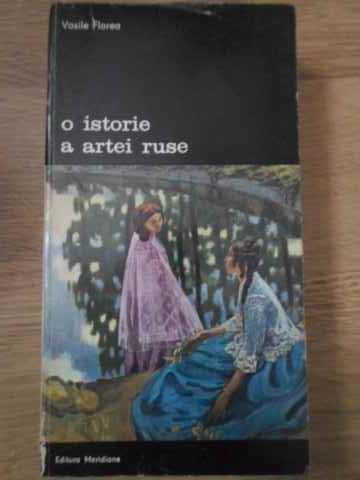 Vasile Florea
o istorie
a artei ruse
Editura Meridiane